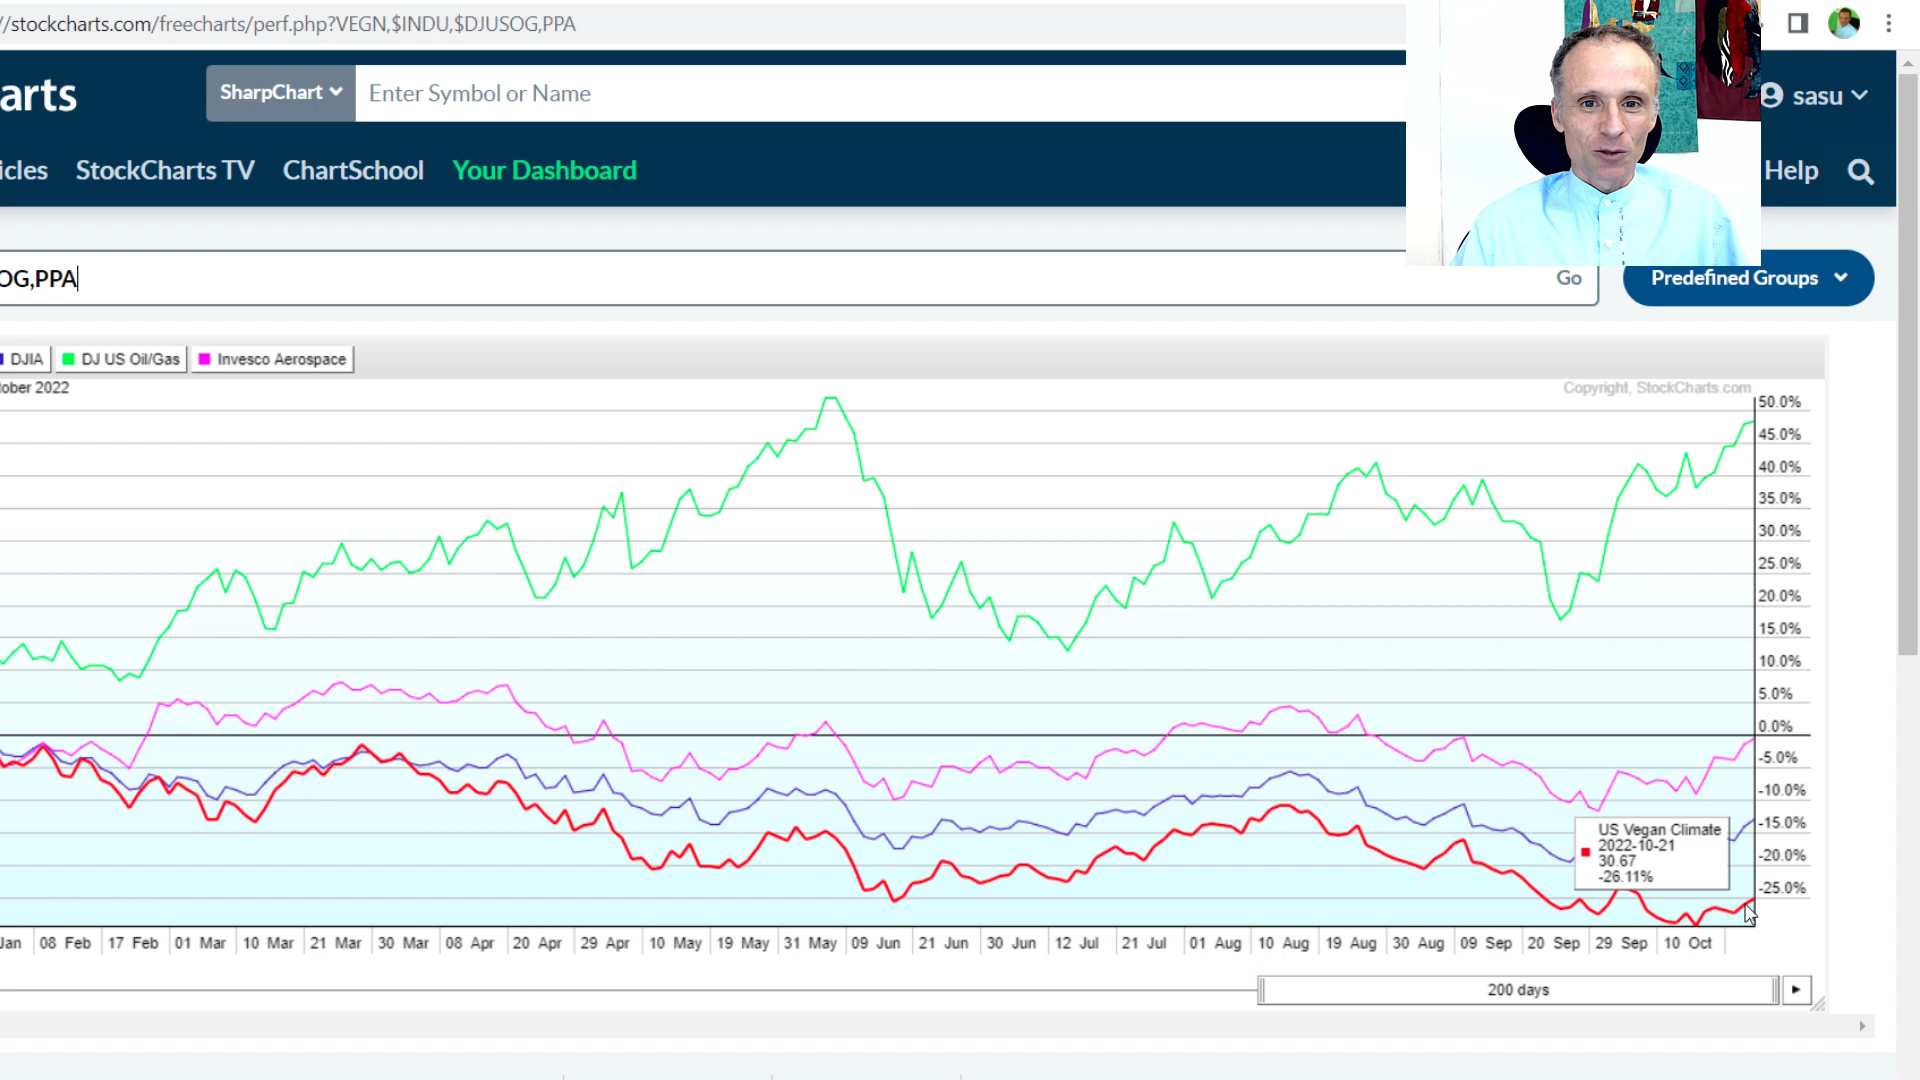 //stockcharts.com/freecharts/perf.php?VEGN,$INDU,$DJUSOG,PPA
arts
SharpChart
Enter Symbol or Name
sasu
icles StockCharts TV ChartSchool Your Dashboard Help
OG,PPA
Go
Predefined Groups
DJIA DJ US Oil/Gas Invesco Aerospace
tober 2022
Copyright, StockCharts.com
50.0%
45.0%
40.0%
35.0%
30.0%
25.0%
20.0%
15.0%
10.0%
5.0%
0.0%
-5.0%
-10.0%
-15.0%
-20.0%
-25.0%
US Vegan Climate
2022-10-21
30.67
-26.11%
Jan 08 Feb 17 Feb 01 Mar 10 Mar 21 Mar 30 Mar 08 Apr 20 Apr 29 Apr 10 May 19 May 31 May 09 Jun 21 Jun 30 Jun 12 Jul 21 Jul 01 Aug 10 Aug 19 Aug 30 Aug 09 Sep 20 Sep 29 Sep 10 Oct
200 days